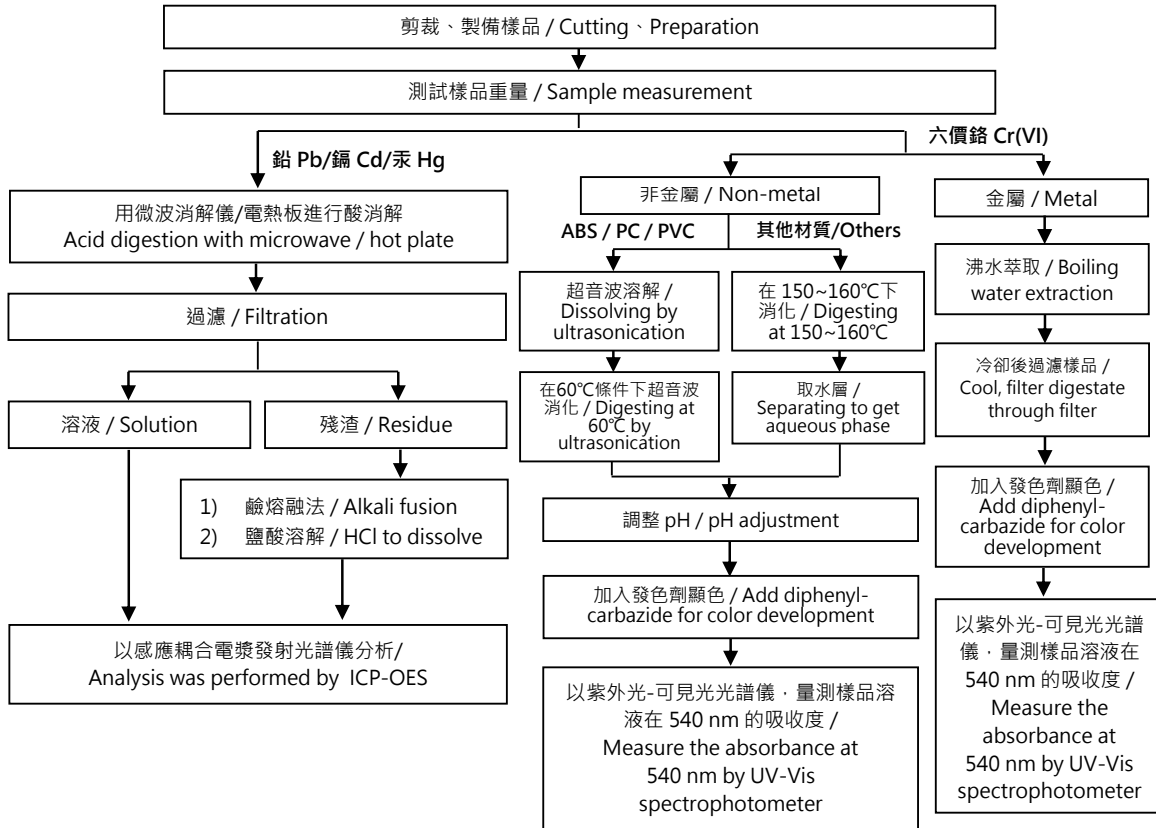 剪裁、製備樣品 / Cutting、Preparation
測試樣品重量 / Sample measurement
鉛 Pb/鎘 Cd/汞 Hg
用微波消解儀/電熱板進行酸消解
Acid digestion with microwave / hot plate
過濾 / Filtration
溶液 / Solution
殘渣 / Residue
1) 鹼熔融法 / Alkali fusion
2) 鹽酸溶解 / HCl to dissolve
以感應耦合電漿發射光譜儀分析/
Analysis was performed by ICP-OES
六價鉻 Cr(VI)
非金屬 / Non-metal
ABS / PC / PVC
超音波溶解 /
Dissolving by
ultrasonication
在60℃條件下超音波
消化 / Digesting at
60℃ by
ultrasonication
其他材質/Others
在 150~160℃下
消化 / Digesting
at 150~160℃
取水層 /
Separating to get
aqueous phase
調整 pH / pH adjustment
加入發色劑顯色 / Add diphenyl-
carbazide for color development
以紫外光-可見光光譜儀，量測樣品溶
液在 540 nm 的吸收度 /
Measure the absorbance at
540 nm by UV-Vis
spectrophotometer
金屬 / Metal
沸水萃取 / Boiling
water extraction
冷卻後過濾樣品 /
Cool, filter digestate
through filter
加入發色劑顯色 /
Add diphenyl-
carbazide for color
development
以紫外光-可見光光譜
儀，量測樣品溶液在
540 nm 的吸收度 /
Measure the
absorbance at
540 nm by UV-Vis
spectrophotometer